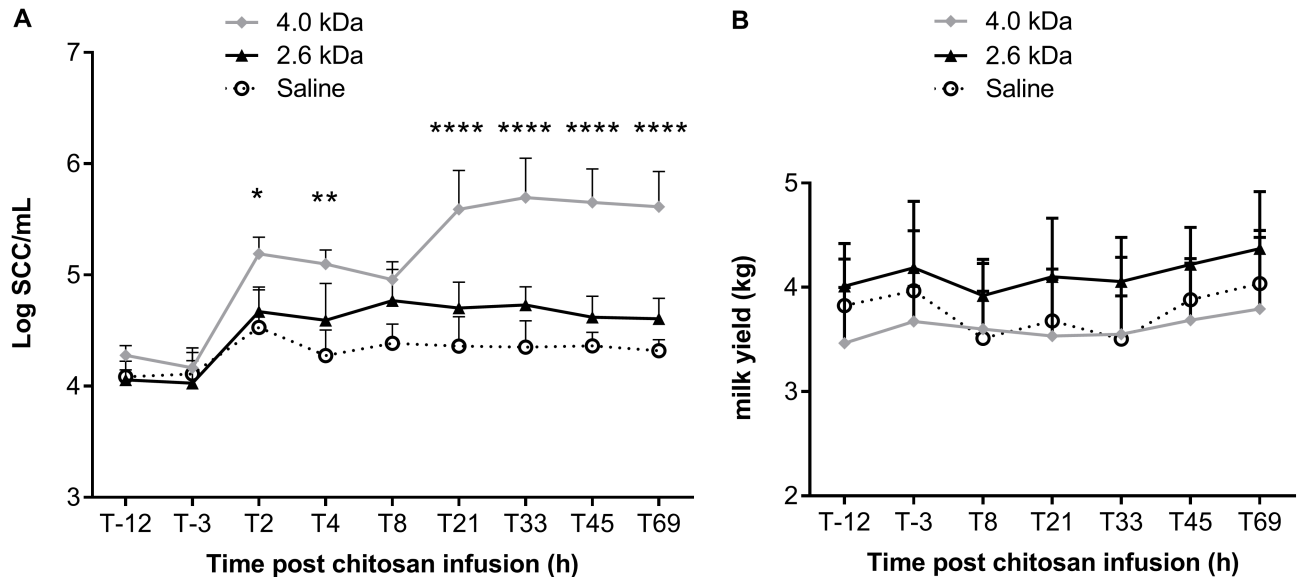 A
4.0 kDa
2.6 kDa
Saline
7
6
5
4
3
Log SCC/mL
* ** **** **** **** ****
T-12 T-3 T2 T4 T8 T21 T33 T45 T69
Time post chitosan infusion (h)
B
4.0 kDa
2.6 kDa
Saline
5
4
3
2
milk yield (kg)
T-12 T-3 T8 T21 T33 T45 T69
Time post chitosan infusion (h)